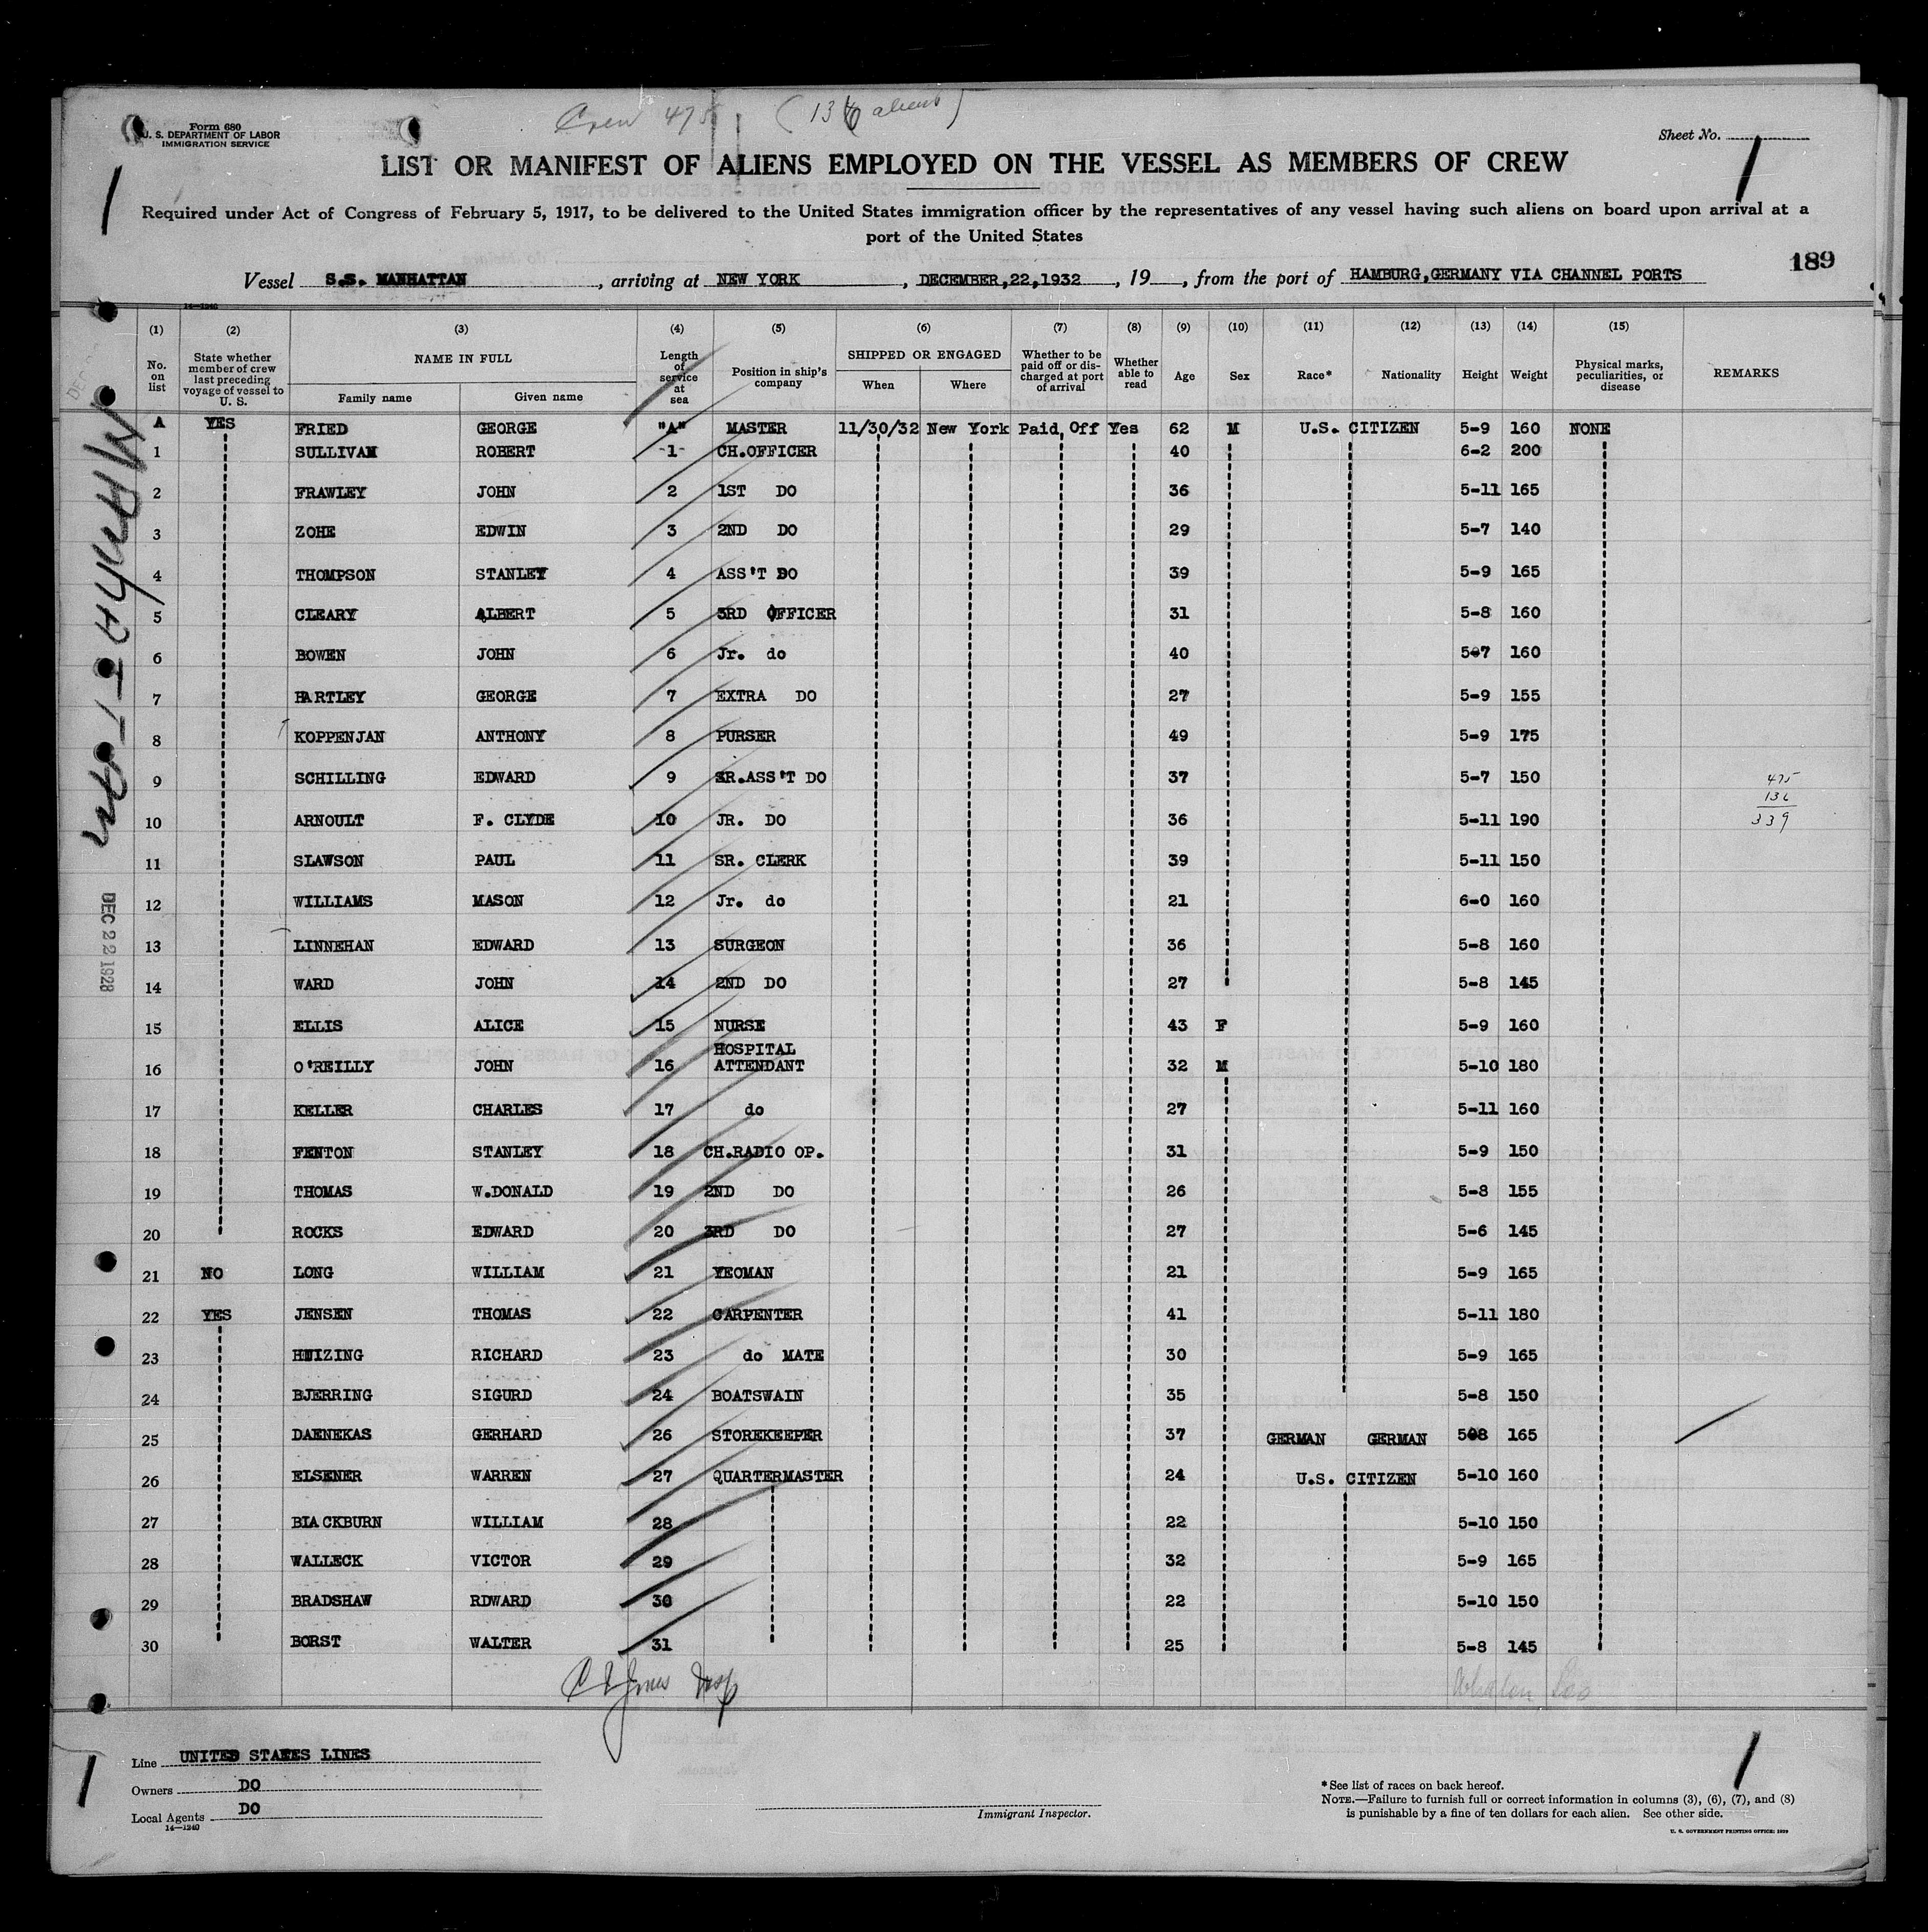 Crew 475 (136 aliens)
Form 680
U. S. DEPARTMENT OF LABOR
IMMIGRATION SERVICE
Sheet No. 1
LIST OR MANIFEST OF ALIENS EMPLOYED ON THE VESSEL AS MEMBERS OF CREW
Required under Act of Congress of February 5, 1917, to be delivered to the United States immigration officer by the representatives of any vessel having such aliens on board upon arrival at a
port of the United States
189
Vessel S.S. MANHATTAN, arriving at NEW YORK, DECEMBER,22,1932, 19__, from the port of HAMBURG,GERMANY VIA CHANNEL PORTS
14—1240
(1) (2) (3) (4) (5) (6) (7) (8) (9) (10) (11) (12) (13) (14) (15)
No. on list
State whether member of crew last preceding voyage of vessel to U. S.
NAME IN FULL
Family name
Given name
Length of service at sea
Position in ship's company
SHIPPED OR ENGAGED
When
Where
Whether to be paid off or discharged at port of arrival
Whether able to read
Age
Sex
Race*
Nationality
Height
Weight
Physical marks, peculiarities, or disease
REMARKS
A YES FRIED GEORGE "A" MASTER 11/30/32 New York Paid Off Yes 62 M U.S. CITIZEN 5-9 160 NONE
1 SULLIVAN ROBERT -1- CH.OFFICER 40 6-2 200
2 FRAWLEY JOHN 2 1ST DO 36 5-11 165
3 ZOHE EDWIN 3 2ND DO 29 5-7 140
4 THOMPSON STANLEY 4 ASS'T DO 39 5-9 165
5 CLEARY ALBERT 5 3RD OFFICER 31 5-8 160
6 BOWEN JOHN 6 Jr. do 40 5-7 160
7 HARTLEY GEORGE 7 EXTRA DO 27 5-9 155
8 KOPPENJAN ANTHONY 8 PURSER 49 5-9 175
9 SCHILLING EDWARD 9 SR.ASS'T DO 37 5-7 150
10 ARNOULT F. CLYDE 10 JR. DO 36 5-11 190
11 SLAWSON PAUL 11 SR. CLERK 39 5-11 150
12 WILLIAMS MASON 12 Jr. do 21 6-0 160
13 LINNEHAN EDWARD 13 SURGEON 36 5-8 160
14 WARD JOHN 14 2ND DO 27 5-8 145
15 ELLIS ALICE 15 NURSE 43 F 5-9 160
16 O'REILLY JOHN 16 HOSPITAL ATTENDANT 32 M 5-10 180
17 KELLER CHARLES 17 do 27 5-11 160
18 FENTON STANLEY 18 CH.RADIO OP. 31 5-9 150
19 THOMAS W.DONALD 19 2ND DO 26 5-8 155
20 ROCKS EDWARD 20 3RD DO 27 5-6 145
21 NO LONG WILLIAM 21 YEOMAN 21 5-9 165
22 YES JENSEN THOMAS 22 CARPENTER 41 5-11 180
23 HUIZING RICHARD 23 do MATE 30 5-9 165
24 BJERRING SIGURD 24 BOATSWAIN 35 5-8 150
25 DAENEKAS GERHARD 26 STOREKEEPER 37 GERMAN GERMAN 5-8 165
26 ELSENER WARREN 27 QUARTERMASTER 24 U.S. CITIZEN 5-10 160
27 BLACKBURN WILLIAM 28 22 5-10 150
28 WALLECK VICTOR 29 32 5-9 165
29 BRADSHAW RDWARD 30 22 5-10 150
30 BORST WALTER 31 25 5-8 145
475
136
339
Manhattan
DEC 22 1928
Line UNITED STATES LINES
Owners DO
Local Agents DO
14—1240
Immigrant Inspector.
*See list of races on back hereof.
NOTE.—Failure to furnish full or correct information in columns (3), (6), (7), and (8)
is punishable by a fine of ten dollars for each alien. See other side.
U. S. GOVERNMENT PRINTING OFFICE: 1929